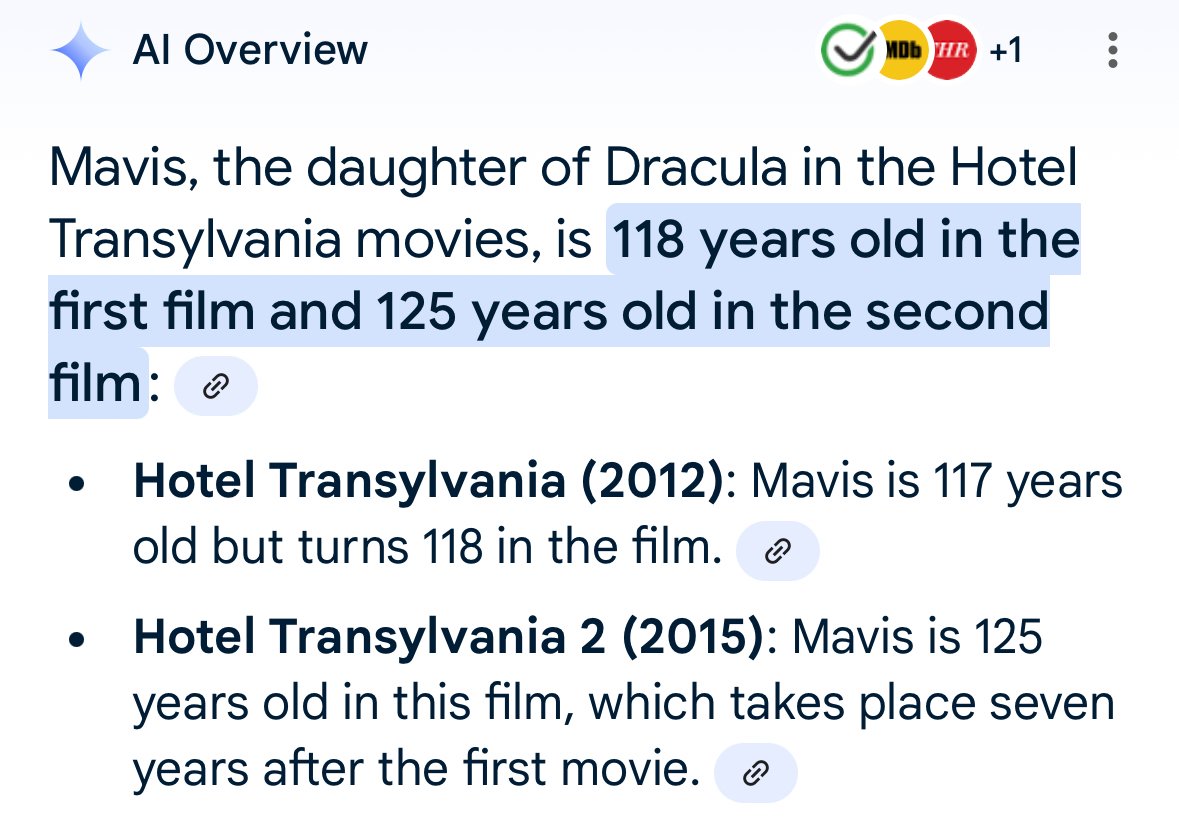 AI Overview
MDb
THR
+1
Mavis, the daughter of Dracula in the Hotel
Transylvania movies, is 118 years old in the
first film and 125 years old in the second
film:
• Hotel Transylvania (2012): Mavis is 117 years
old but turns 118 in the film.
• Hotel Transylvania 2 (2015): Mavis is 125
years old in this film, which takes place seven
years after the first movie.